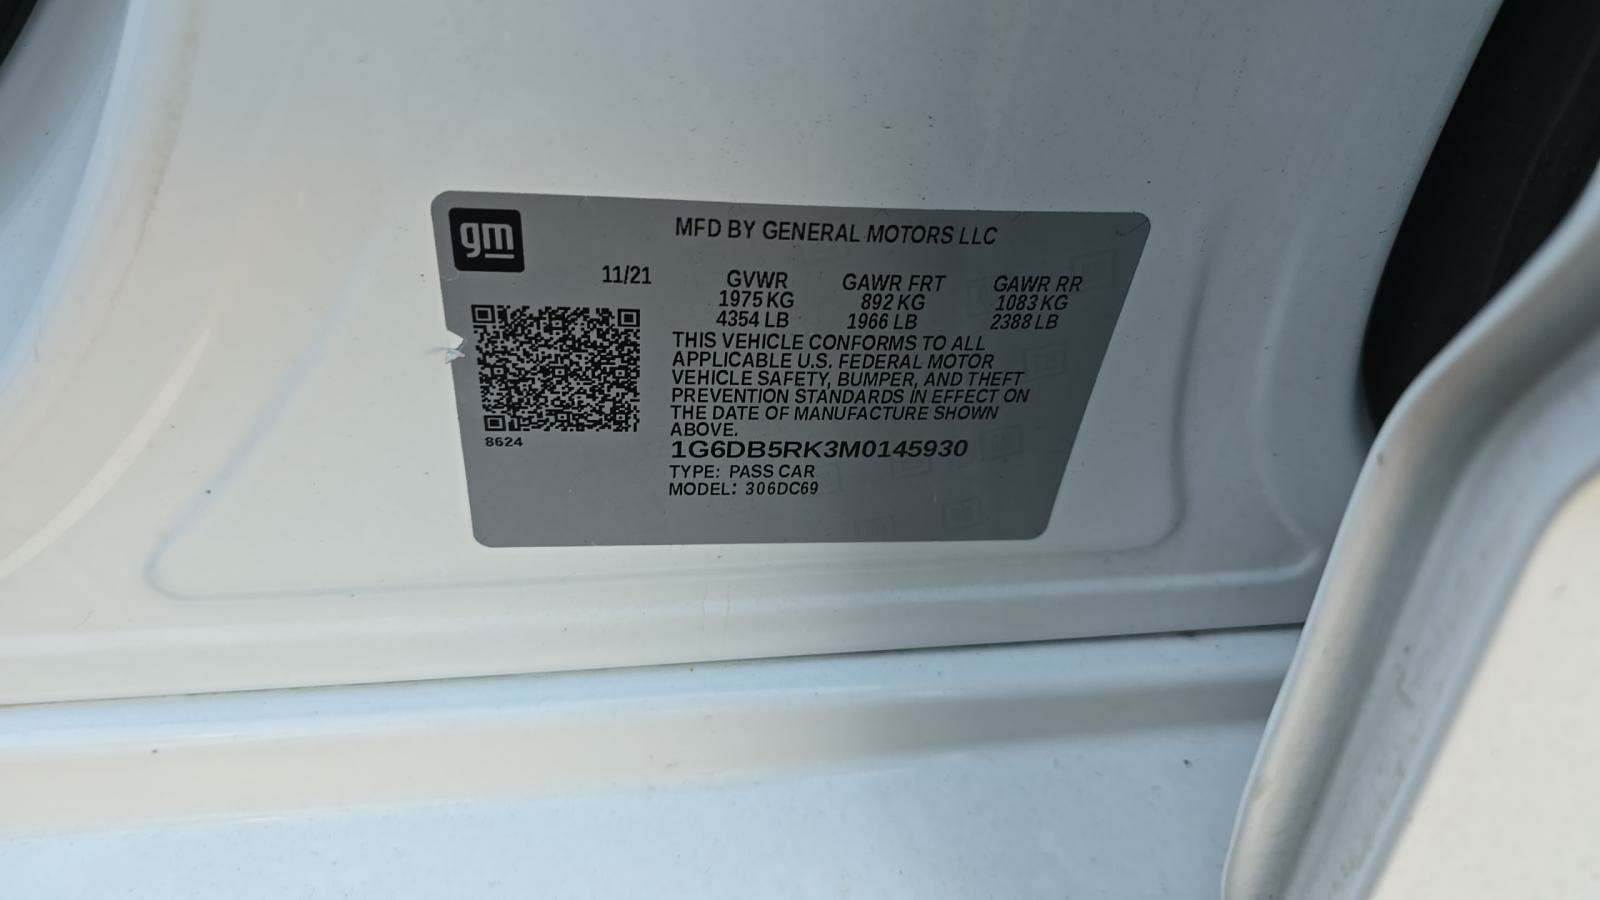 gm
MFD BY GENERAL MOTORS LLC
11/21 GVWR GAWR FRT GAWR RR
1975 KG 892 KG 1083 KG
4354 LB 1966 LB 2388 LB
THIS VEHICLE CONFORMS TO ALL
APPLICABLE U.S. FEDERAL MOTOR
VEHICLE SAFETY, BUMPER, AND THEFT
PREVENTION STANDARDS IN EFFECT ON
THE DATE OF MANUFACTURE SHOWN
ABOVE.
8624
1G6DB5RK3M0145930
TYPE: PASS CAR
MODEL: 306DC69